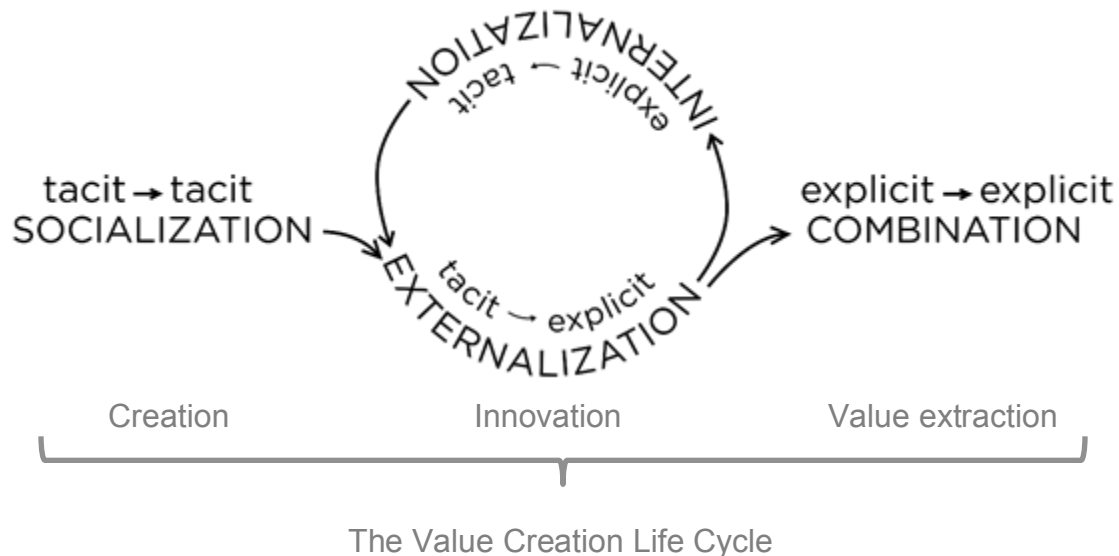 INTERNALIZATION
explicit → tacit
tacit → tacit
SOCIALIZATION
explicit → explicit
COMBINATION
tacit → explicit
EXTERNALIZATION
Creation
Innovation
Value extraction
The Value Creation Life Cycle